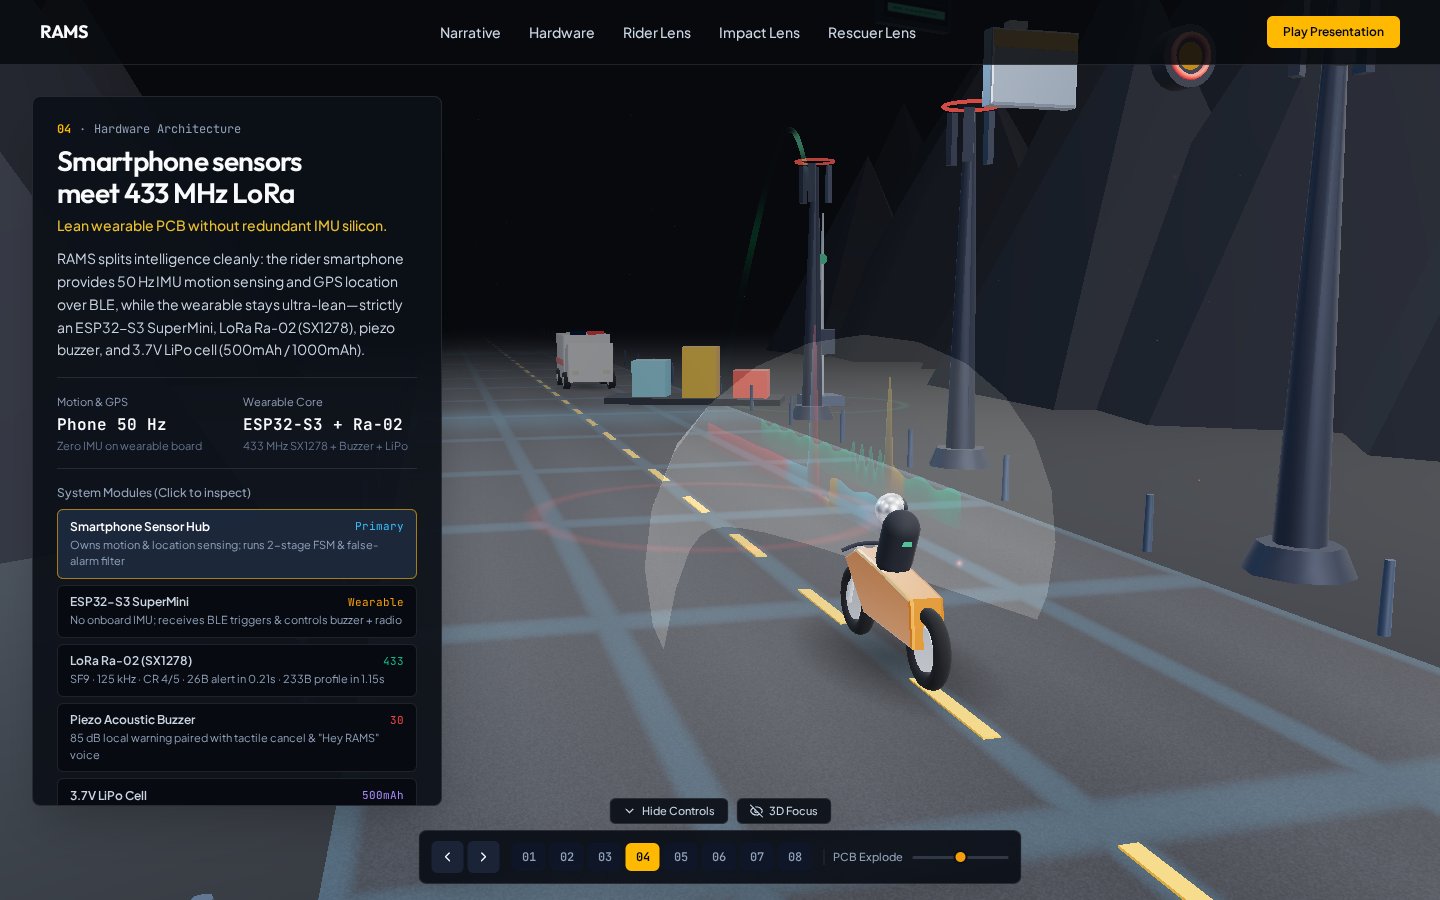 RAMS
Narrative
Hardware
Rider Lens
Impact Lens
Rescuer Lens
Play Presentation
04 · Hardware Architecture
Smartphone sensors
meet 433 MHz LoRa
Lean wearable PCB without redundant IMU silicon.
RAMS splits intelligence cleanly: the rider smartphone
provides 50 Hz IMU motion sensing and GPS location
over BLE, while the wearable stays ultra-lean—strictly
an ESP32-S3 SuperMini, LoRa Ra-02 (SX1278), piezo
buzzer, and 3.7V LiPo cell (500mAh / 1000mAh).
Motion & GPS
Phone 50 Hz
Zero IMU on wearable board
Wearable Core
ESP32-S3 + Ra-02
433 MHz SX1278 + Buzzer + LiPo
System Modules (Click to inspect)
Smartphone Sensor Hub
Primary
Owns motion & location sensing; runs 2-stage FSM & false-
alarm filter
ESP32-S3 SuperMini
Wearable
No onboard IMU; receives BLE triggers & controls buzzer + radio
LoRa Ra-02 (SX1278)
433
SF9 · 125 kHz · CR 4/5 · 26B alert in 0.21s · 233B profile in 1.15s
Piezo Acoustic Buzzer
30
85 dB local warning paired with tactile cancel & "Hey RAMS"
voice
3.7V LiPo Cell
500mAh
Hide Controls
3D Focus
01
02
03
04
05
06
07
08
PCB Explode